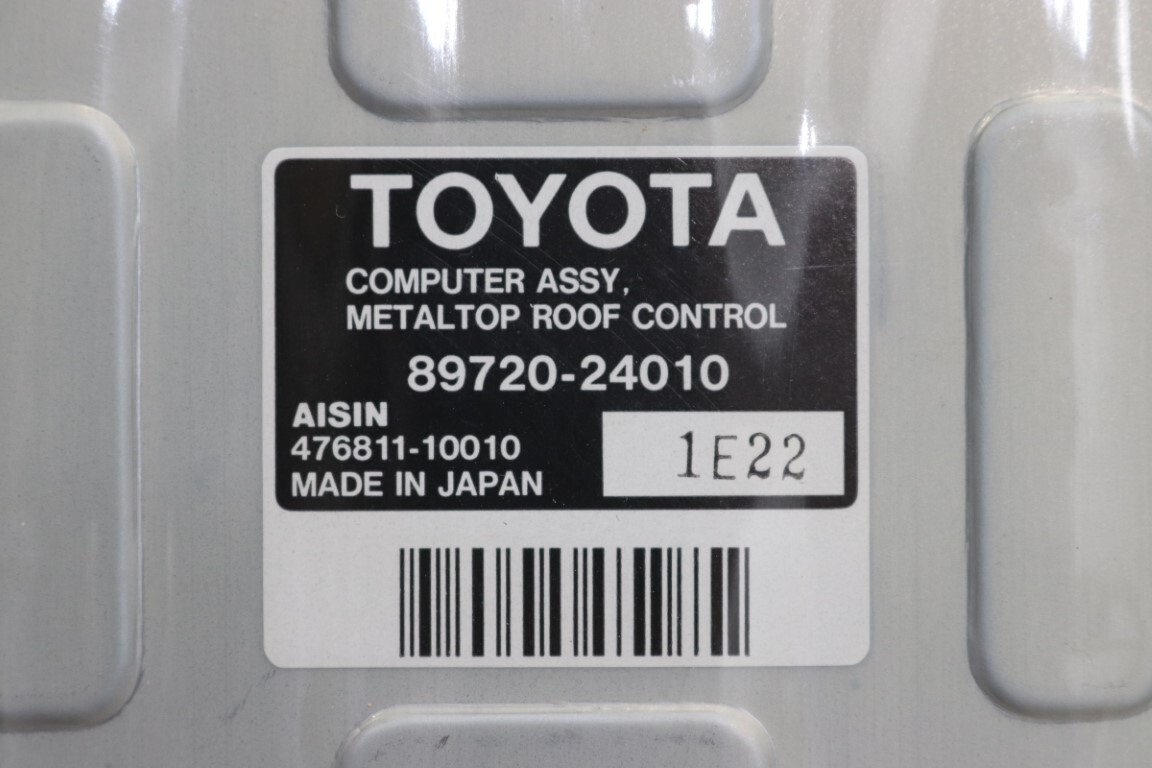 TOYOTA
COMPUTER ASSY,
METALTOP ROOF CONTROL
89720-24010
AISIN
476811-10010
MADE IN JAPAN
1E22